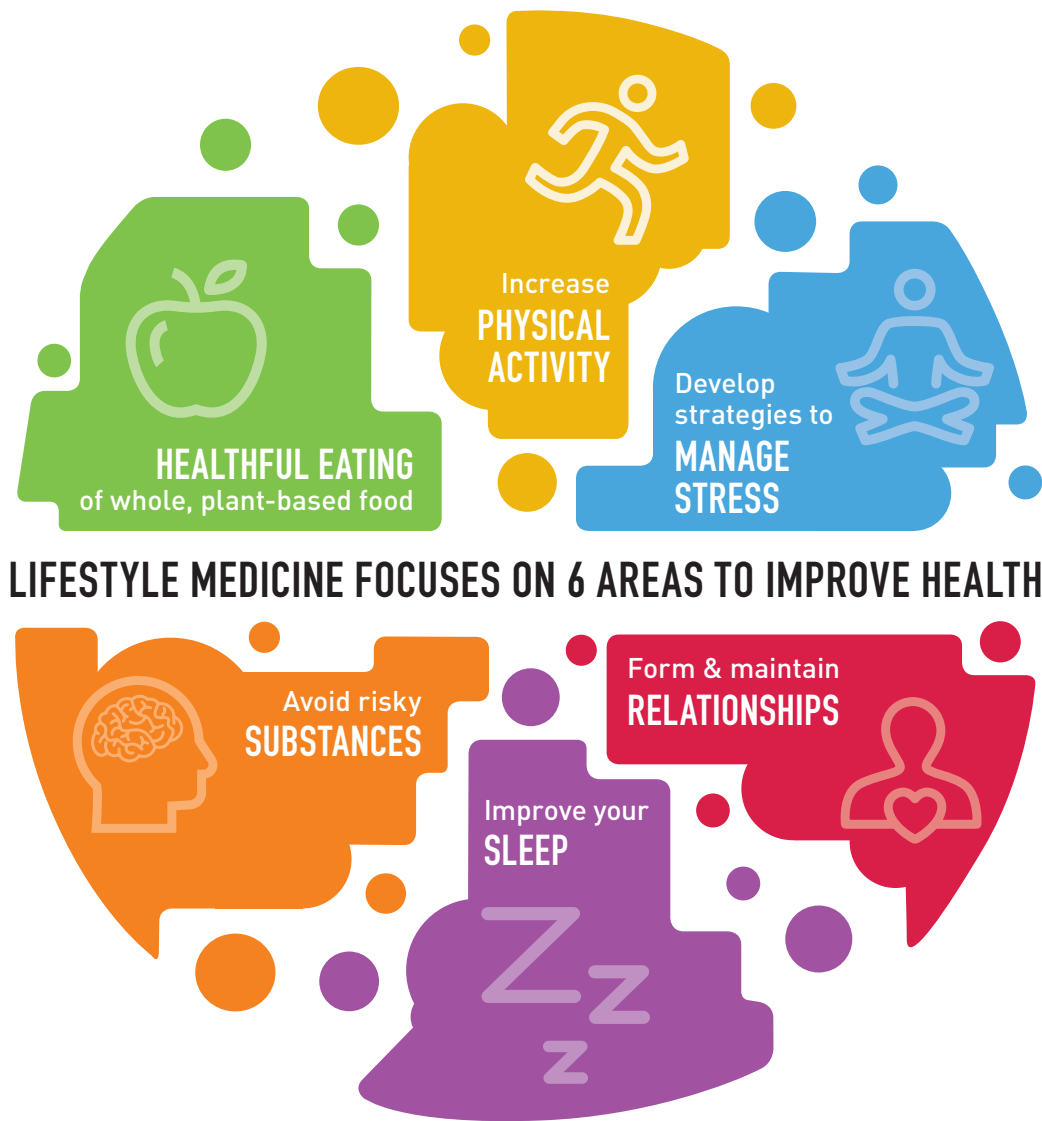 Increase
PHYSICAL
ACTIVITY
Develop
strategies to
MANAGE
STRESS
HEALTHFUL EATING
of whole, plant-based food
LIFESTYLE MEDICINE FOCUSES ON 6 AREAS TO IMPROVE HEALTH
Avoid risky
SUBSTANCES
Form & maintain
RELATIONSHIPS
Improve your
SLEEP
Z
z
z